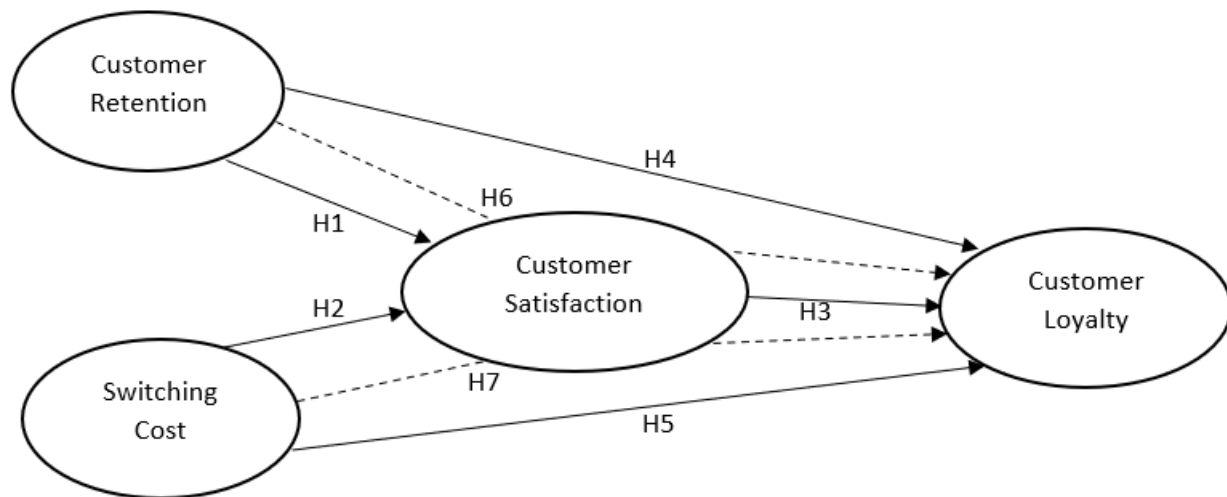 Customer
Retention
H4
H6
H1
Customer
Satisfaction
Customer
Loyalty
H2
H3
H7
Switching
Cost
H5